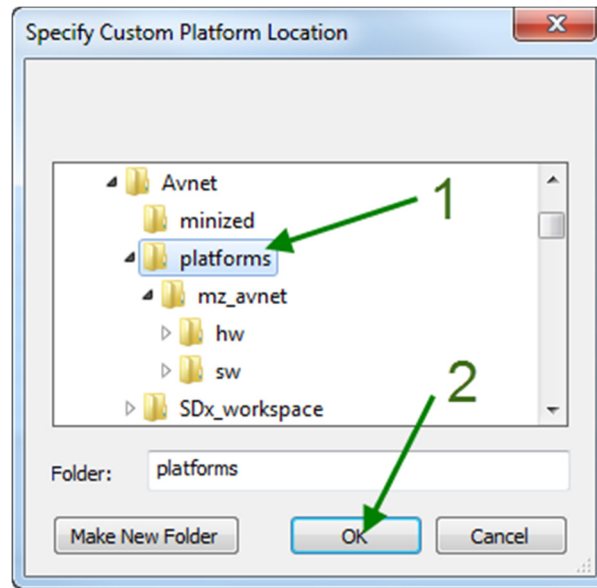 Specify Custom Platform Location
Avnet
1
minized
platforms
mz_avnet
hw
sw
2
SDx_workspace
Folder: platforms
Make New Folder OK Cancel